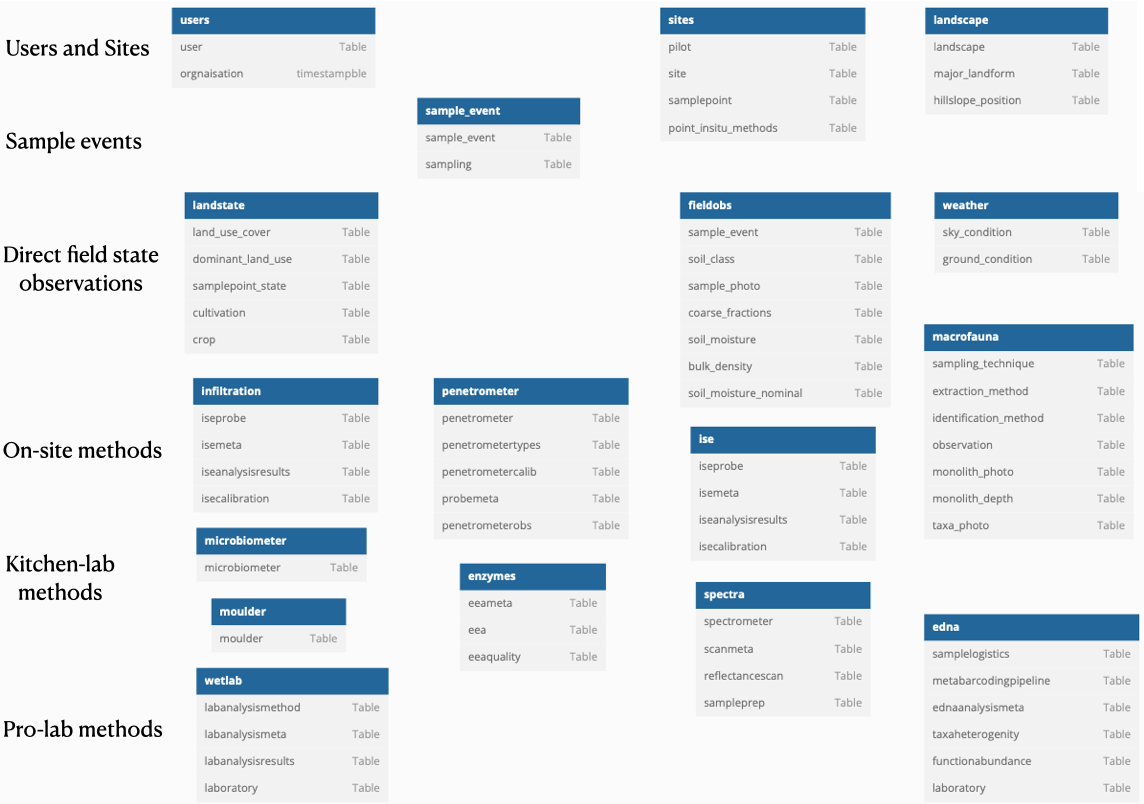 Users and Sites
users
user Table
orgnaisation timestampble
sites
pilot Table
site Table
samplepoint Table
point_insitu_methods Table
landscape
landscape Table
major_landform Table
hillslope_position Table
Sample events
sample_event
sample_event Table
sampling Table
Direct field state
observations
landstate
land_use_cover Table
dominant_land_use Table
samplepoint_state Table
cultivation Table
crop Table
fieldobs
sample_event Table
soil_class Table
sample_photo Table
coarse_fractions Table
soil_moisture Table
bulk_density Table
soil_moisture_nominal Table
weather
sky_condition Table
ground_condition Table
macrofauna
sampling_technique Table
extraction_method Table
identification_method Table
observation Table
monolith_photo Table
monolith_depth Table
taxa_photo Table
On-site methods
infiltration
iseprobe Table
isemeta Table
iseanalysisresults Table
isecalibration Table
penetrometer
penetrometer Table
penetrometertypes Table
penetrometercalib Table
probemeta Table
penetrometerobs Table
ise
iseprobe Table
isemeta Table
iseanalysisresults Table
isecalibration Table
Kitchen-lab
methods
microbiometer
microbiometer Table
moulder
moulder Table
enzymes
eeameta Table
eea Table
eeaquality Table
spectra
spectrometer Table
scanmeta Table
reflectancescan Table
sampleprep Table
Pro-lab methods
wetlab
labanalysismethod Table
labanalysismeta Table
labanalysisresults Table
laboratory Table
edna
samplelogistics Table
metabarcodingpipeline Table
ednaanalysismeta Table
taxaheterogenity Table
functionabundance Table
laboratory Table